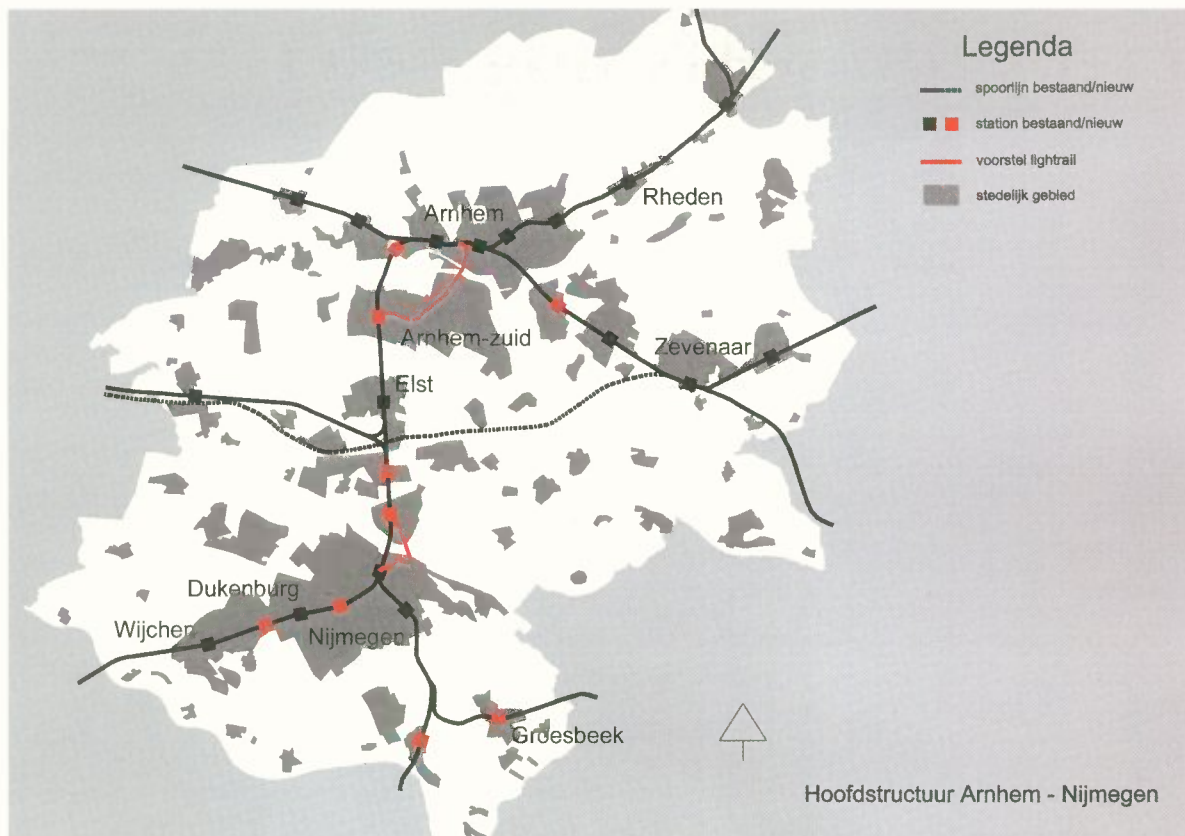 Legenda
spoorlijn bestaand/nieuw
station bestaand/nieuw
voorstel lightrail
stedelijk gebied
Rheden
Arnhem
Arnhem-zuid
Zevenaar
Elst
Dukenburg
Wijchen
Nijmegen
Groesbeek
Hoofdstructuur Arnhem - Nijmegen